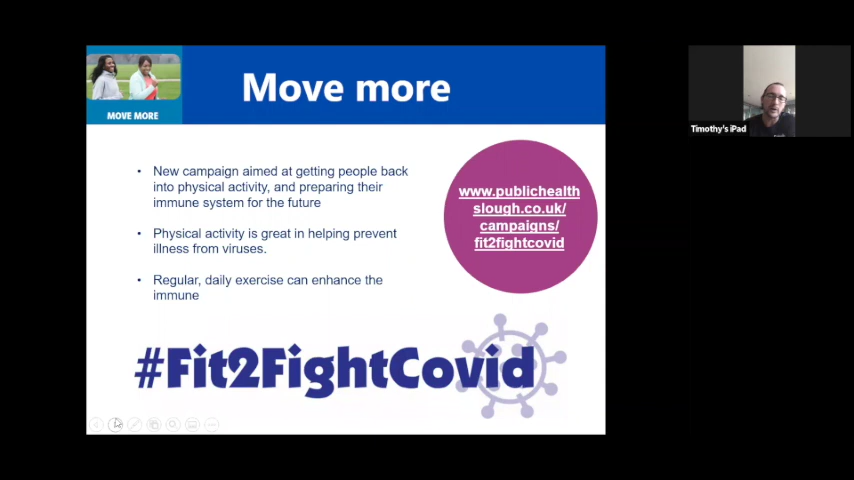 Move more
MOVE MORE
• New campaign aimed at getting people back
into physical activity, and preparing their
immune system for the future
• Physical activity is great in helping prevent
illness from viruses.
• Regular, daily exercise can enhance the
immune
www.publichealth
slough.co.uk/
campaigns/
fit2fightcovid
#Fit2FightCovid
Timothy's iPad